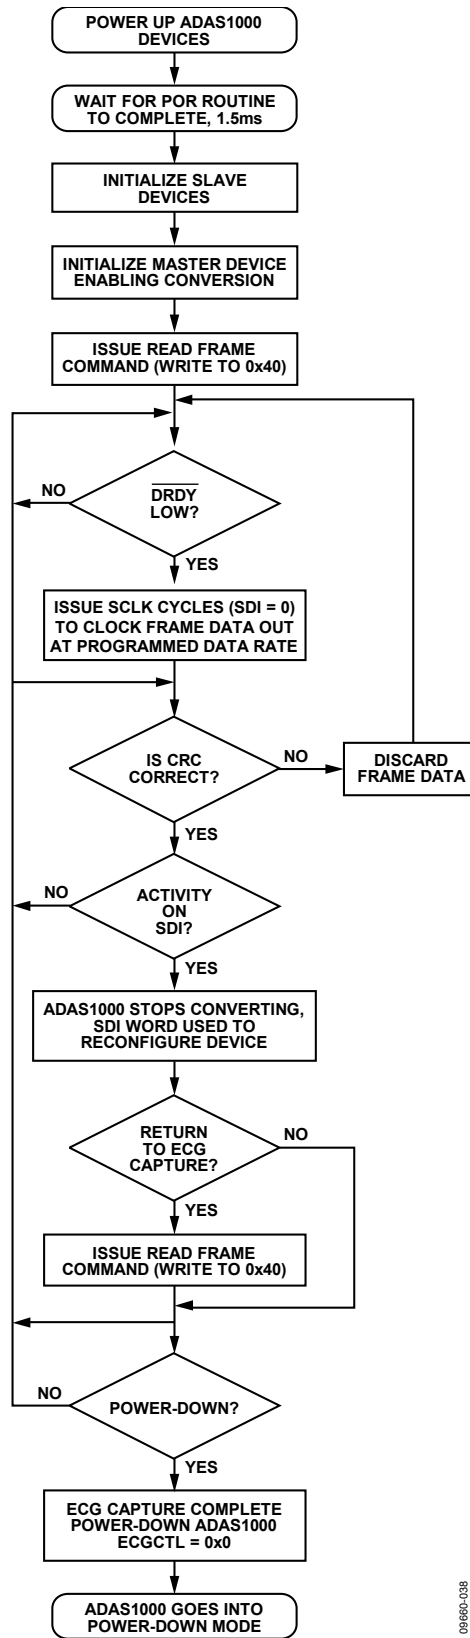 POWER UP ADAS1000
DEVICES
WAIT FOR POR ROUTINE
TO COMPLETE, 1.5ms
INITIALIZE SLAVE
DEVICES
INITIALIZE MASTER DEVICE
ENABLING CONVERSION
ISSUE READ FRAME
COMMAND (WRITE TO 0x40)
NO
DRDY
LOW?
YES
ISSUE SCLK CYCLES (SDI = 0)
TO CLOCK FRAME DATA OUT
AT PROGRAMMED DATA RATE
IS CRC
CORRECT?
NO
DISCARD
FRAME DATA
YES
NO
ACTIVITY
ON
SDI?
YES
ADAS1000 STOPS CONVERTING,
SDI WORD USED TO
RECONFIGURE DEVICE
RETURN
TO ECG
CAPTURE?
NO
YES
ISSUE READ FRAME
COMMAND (WRITE TO 0x40)
NO
POWER-DOWN?
YES
ECG CAPTURE COMPLETE
POWER-DOWN ADAS1000
ECGCTL = 0x0
ADAS1000 GOES INTO
POWER-DOWN MODE
09660-038